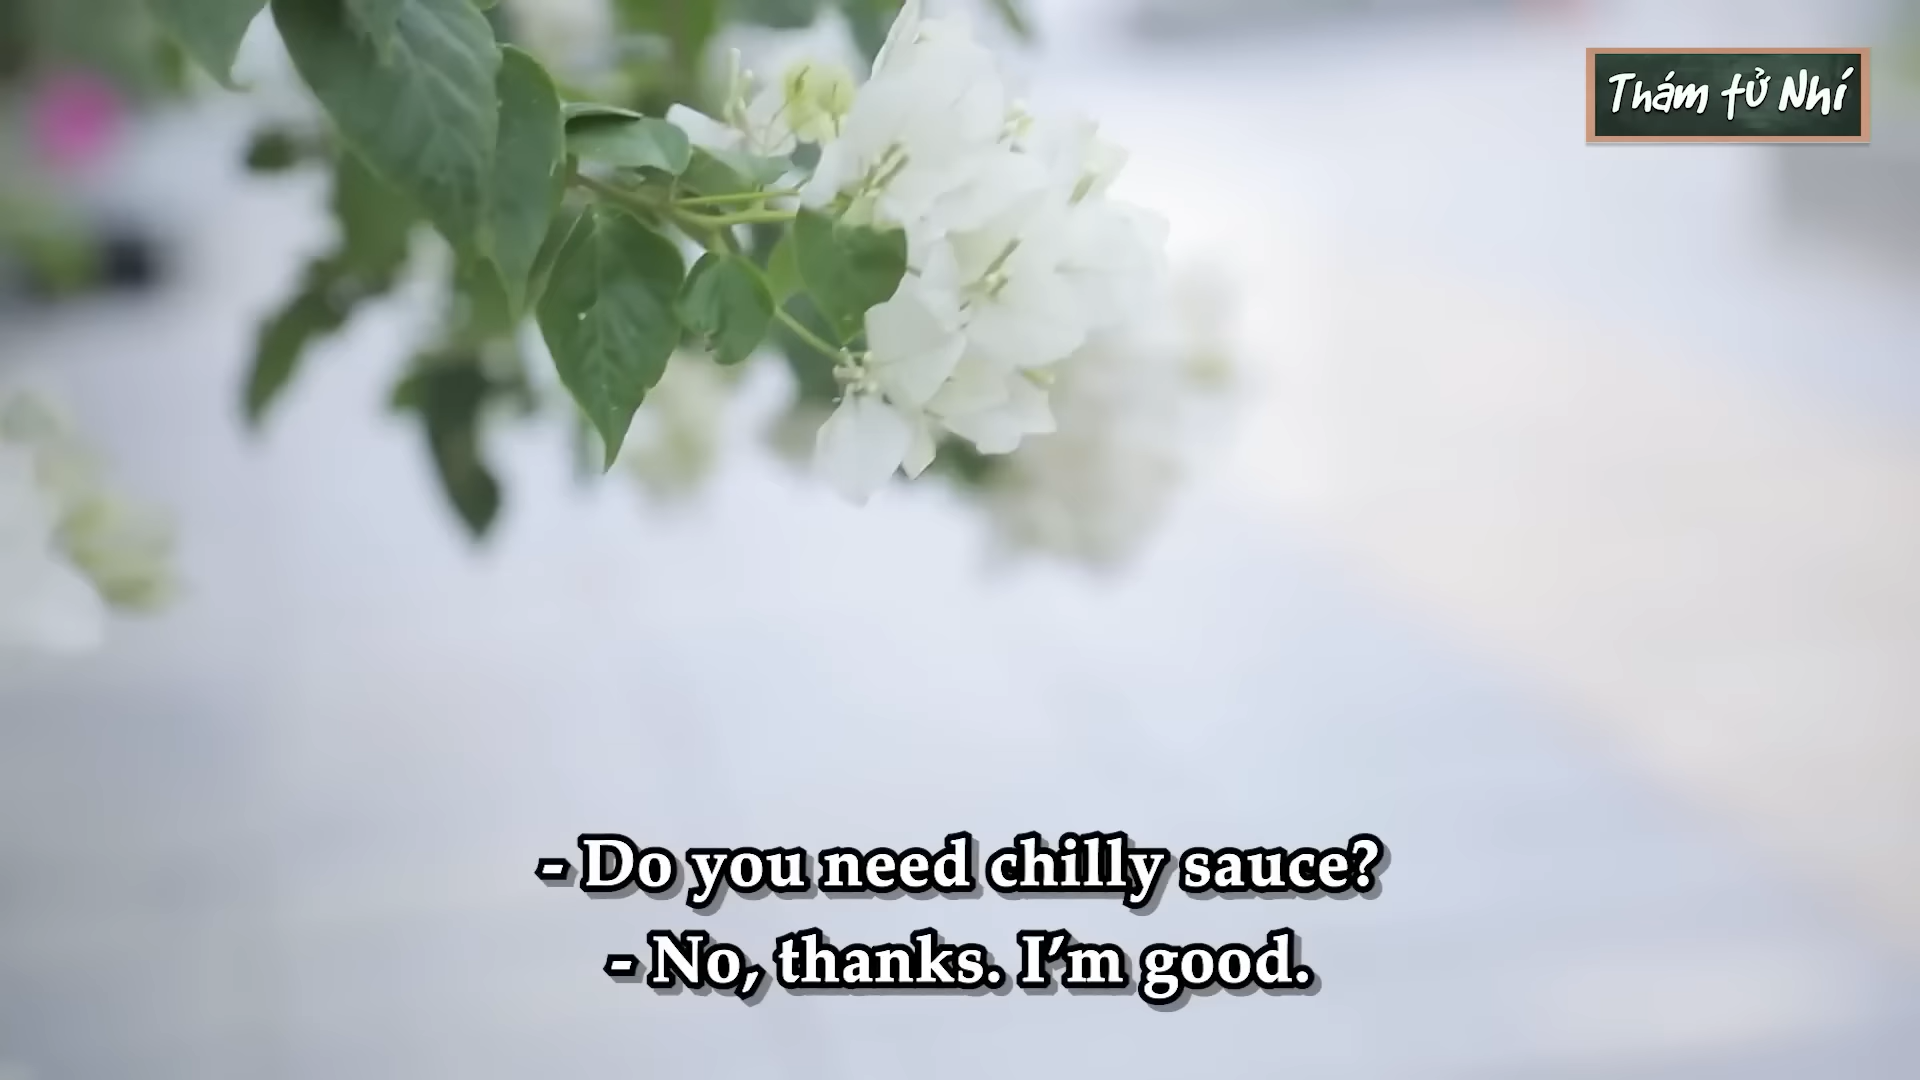 Thám tử Nhí
- Do you need chilly sauce?
- No, thanks. I'm good.